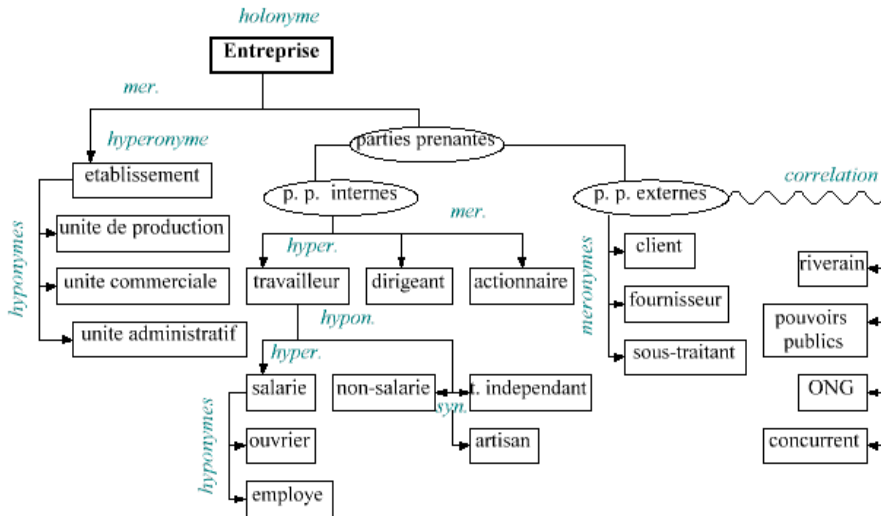 holonyme
Entreprise
mer.
hyperonyme
parties prenantes
etablissement
correlation
p. p. internes
p. p. externes
mer.
hyponymes
unite de production
hyper.
meronymes
client
riverain
unite commerciale
travailleur
dirigeant
actionnaire
fournisseur
hypon.
pouvoirs
publics
unite administratif
hyper.
sous-traitant
salarie
non-salarie
t. independant
ONG
syn.
hyponymes
ouvrier
artisan
concurrent
employe